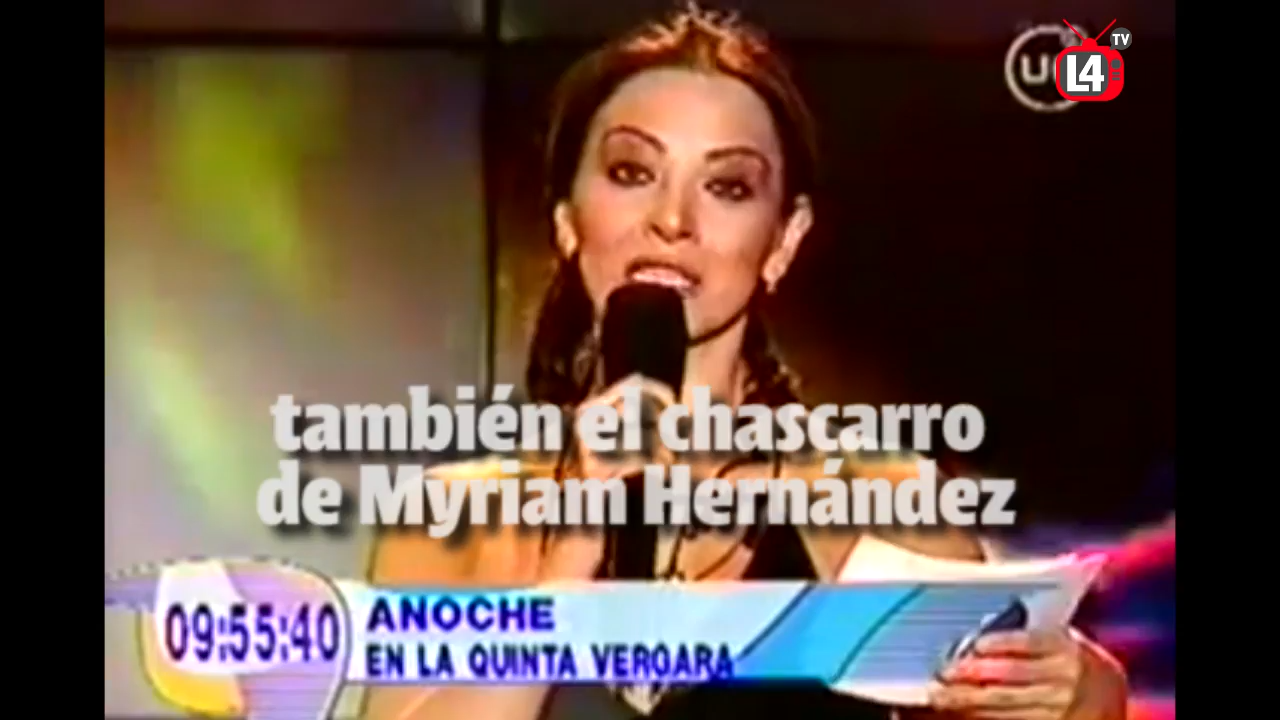 TV
L4
también el chascarro
de Myriam Hernández
09:55:40
ANOCHE
EN LA QUINTA VERGARA